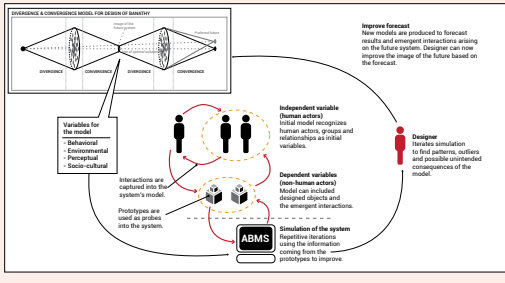 DIVERGENCE & CONVERGENCE MODEL FOR DESIGN OF BANATHY
Image of the
future system
Preferred future
DIVERGENCE
CONVERGENCE
DIVERGENCE
CONVERGENCE
Improve forecast
New models are produced to forecast
results and emergent interactions arising
on the future system. Designer can now
improve the image of the future based on
the forecast.
Variables for
the model
- Behavioral
- Environmental
- Perceptual
- Socio-cultural
Independent variable
(human actors)
Initial model recognizes
human actors, groups and
relationships as initial
variables.
Designer
Iterates simulation
to find patterns, outliers
and possible unintended
consequences of the
model.
Interactions are
captured into the
system's model.
Dependent variables
(non-human actors)
Model can include
designed objects and
the emergent interactions.
Prototypes are
used as probes
into the system.
Simulation of the system
Repetitive iterations
using the information
coming from the
prototypes to improve.
ABMS